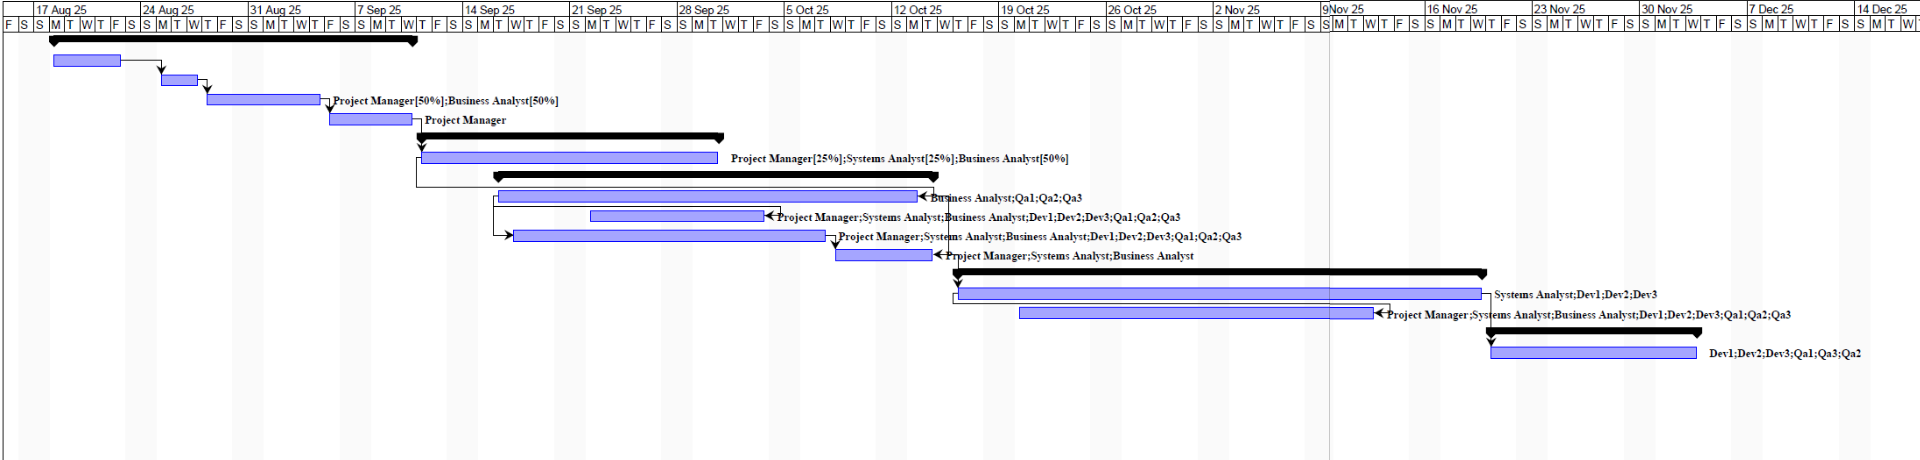 17 Aug 25 24 Aug 25 31 Aug 25 7 Sep 25 14 Sep 25 21 Sep 25 28 Sep 25 5 Oct 25 12 Oct 25 19 Oct 25 26 Oct 25 2 Nov 25 9 Nov 25 16 Nov 25 23 Nov 25 30 Nov 25 7 Dec 25 14 Dec 25
F S S M T W T F S S M T W T F S S M T W T F S S M T W T F S S M T W T F S S M T W T F S S M T W T F S S M T W T F S S M T W T F S S M T W T F S S M T W T F S S M T W T F S S M T W T F S S M T W T F S S M T W T F S S M T W T F S S M T W T F S S M T W
Project Manager[50%];Business Analyst[50%]
Project Manager
Project Manager[25%];Systems Analyst[25%];Business Analyst[50%]
Business Analyst;Qa1;Qa2;Qa3
Project Manager;Systems Analyst;Business Analyst;Dev1;Dev2;Dev3;Qa1;Qa2;Qa3
Project Manager;Systems Analyst;Business Analyst;Dev1;Dev2;Dev3;Qa1;Qa2;Qa3
Project Manager;Systems Analyst;Business Analyst
Systems Analyst;Dev1;Dev2;Dev3
Project Manager;Systems Analyst;Business Analyst;Dev1;Dev2;Dev3;Qa1;Qa2;Qa3
Dev1;Dev2;Dev3;Qa1;Qa3;Qa2